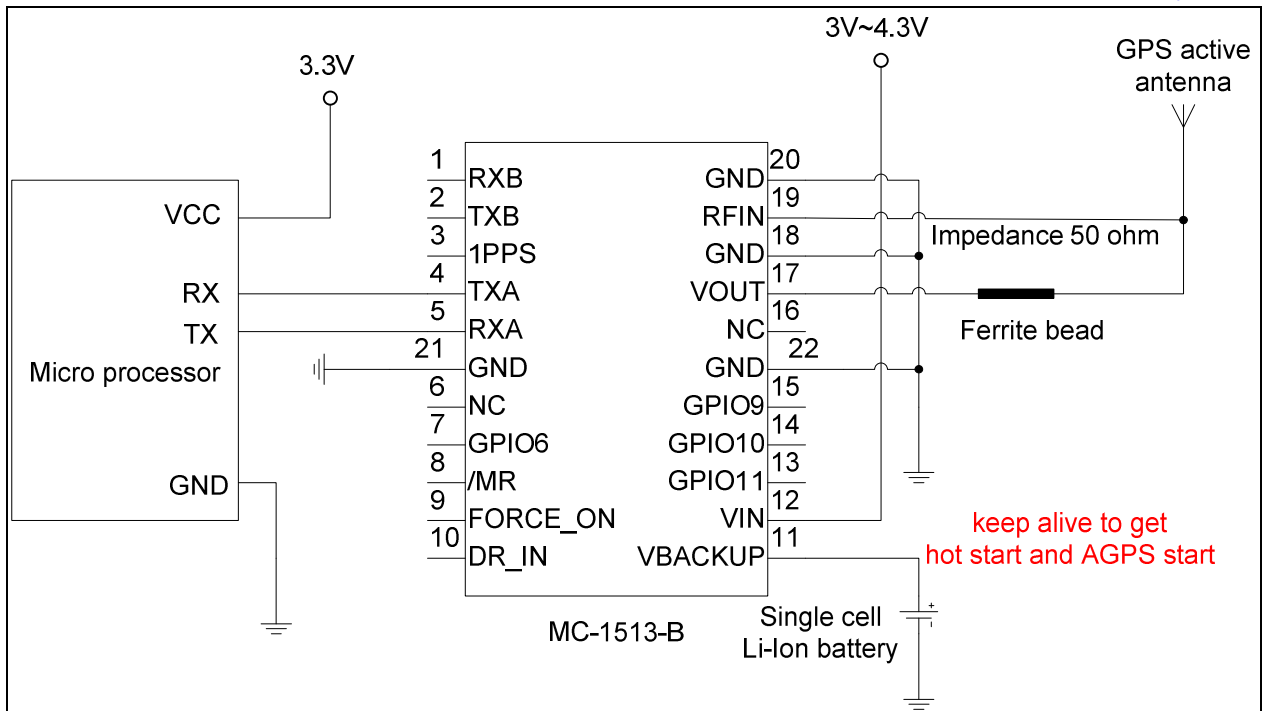 3V~4.3V
GPS active
antenna
3.3V
VCC
RX
TX
Micro processor
GND
1
RXB
2
TXB
3
1PPS
4
TXA
5
RXA
21
GND
6
NC
7
GPIO6
8
/MR
9
FORCE_ON
10
DR_IN
20
GND
19
RFIN
18
GND
17
VOUT
16
NC
22
GND
15
GPIO9
14
GPIO10
13
GPIO11
12
VIN
11
VBACKUP
MC-1513-B
Impedance 50 ohm
Ferrite bead
keep alive to get
hot start and AGPS start
Single cell
Li-Ion battery
+
-